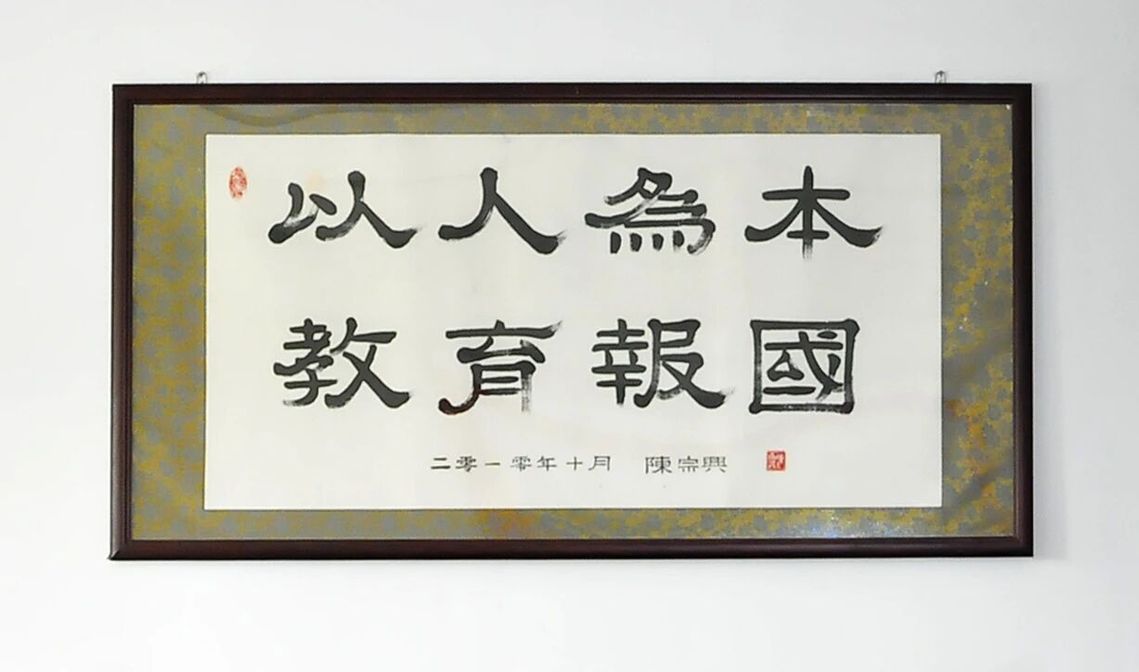 以人為本
教育報國
二零一零年十月 陳宗興